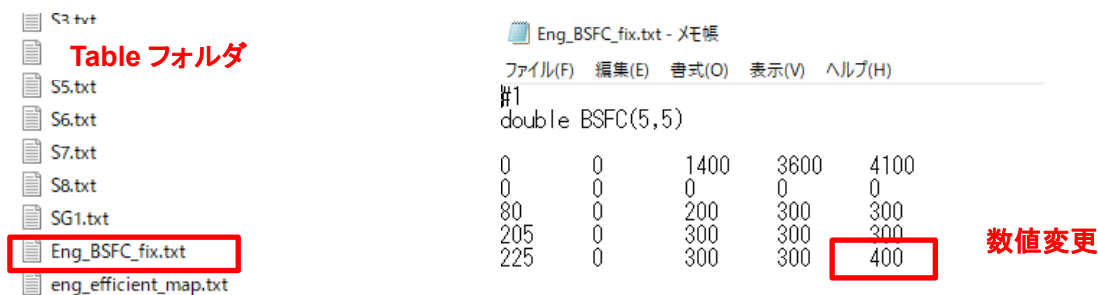 S3.txt
Table フォルダ
S5.txt
S6.txt
S7.txt
S8.txt
SG1.txt
Eng_BSFC_fix.txt
eng_efficient_map.txt
Eng_BSFC_fix.txt - メモ帳
ファイル(F) 編集(E) 書式(O) 表示(V) ヘルプ(H)
#1
double BSFC(5,5)
0 0 1400 3600 4100
0 0 0 0 0
80 0 200 300 300
205 0 300 300 300
225 0 300 300 400
数値変更